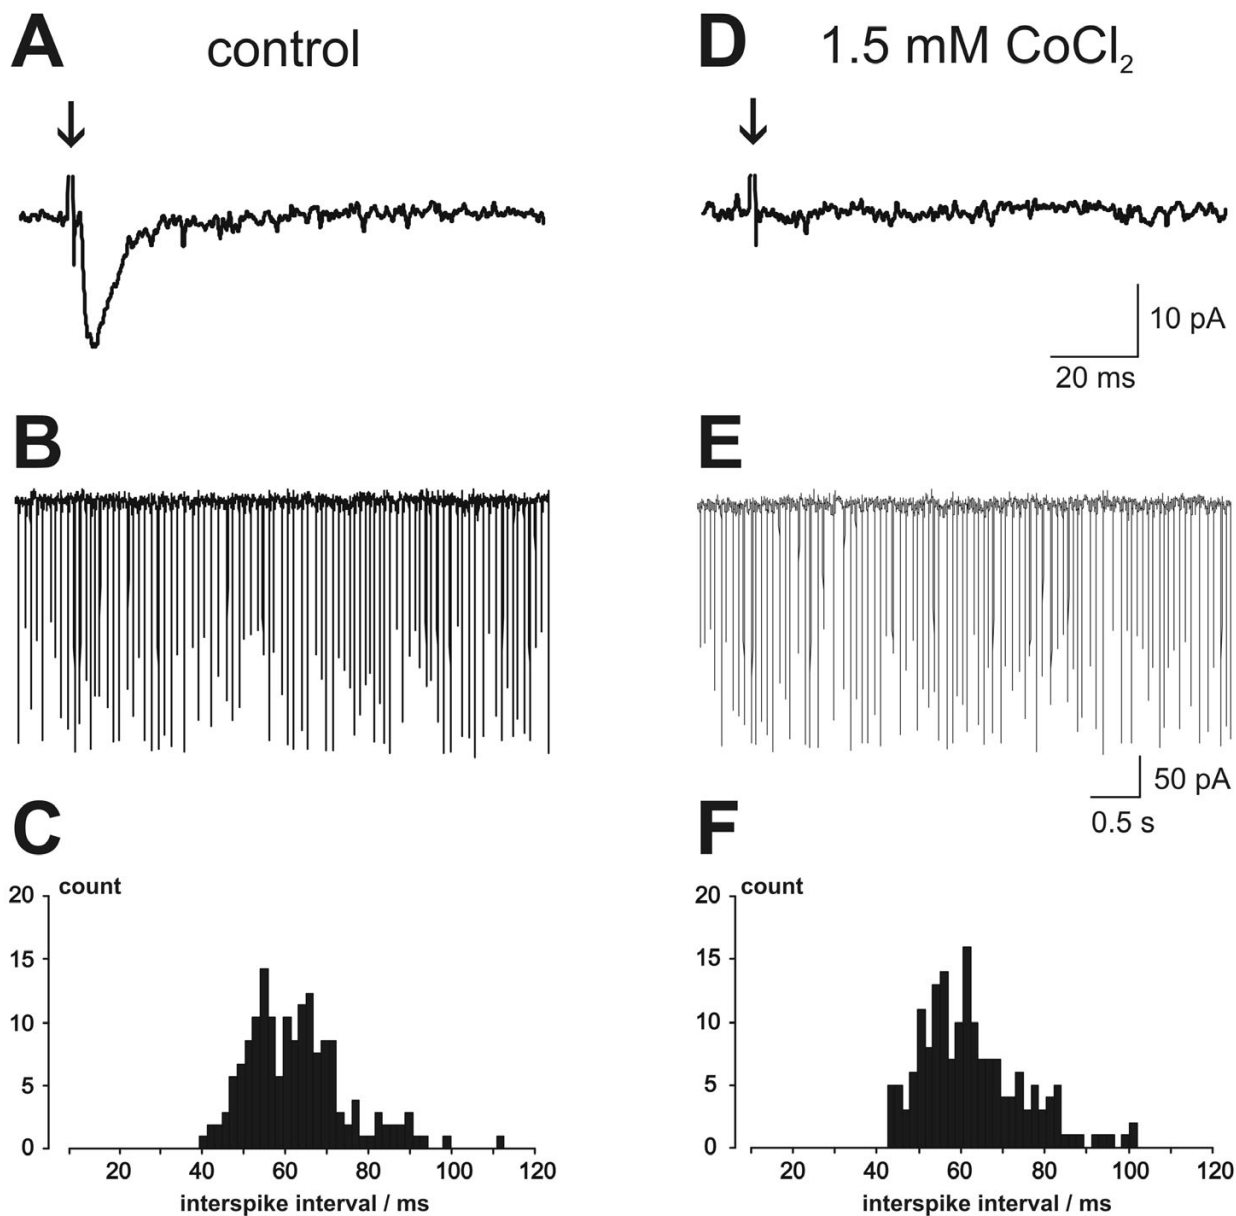 A control
D 1.5 mM CoCl₂
10 pA
20 ms
B
E
50 pA
0.5 s
C
count
20
15
10
5
0
20 40 60 80 100 120
interspike interval / ms
F
count
20
15
10
5
0
20 40 60 80 100 120
interspike interval / ms